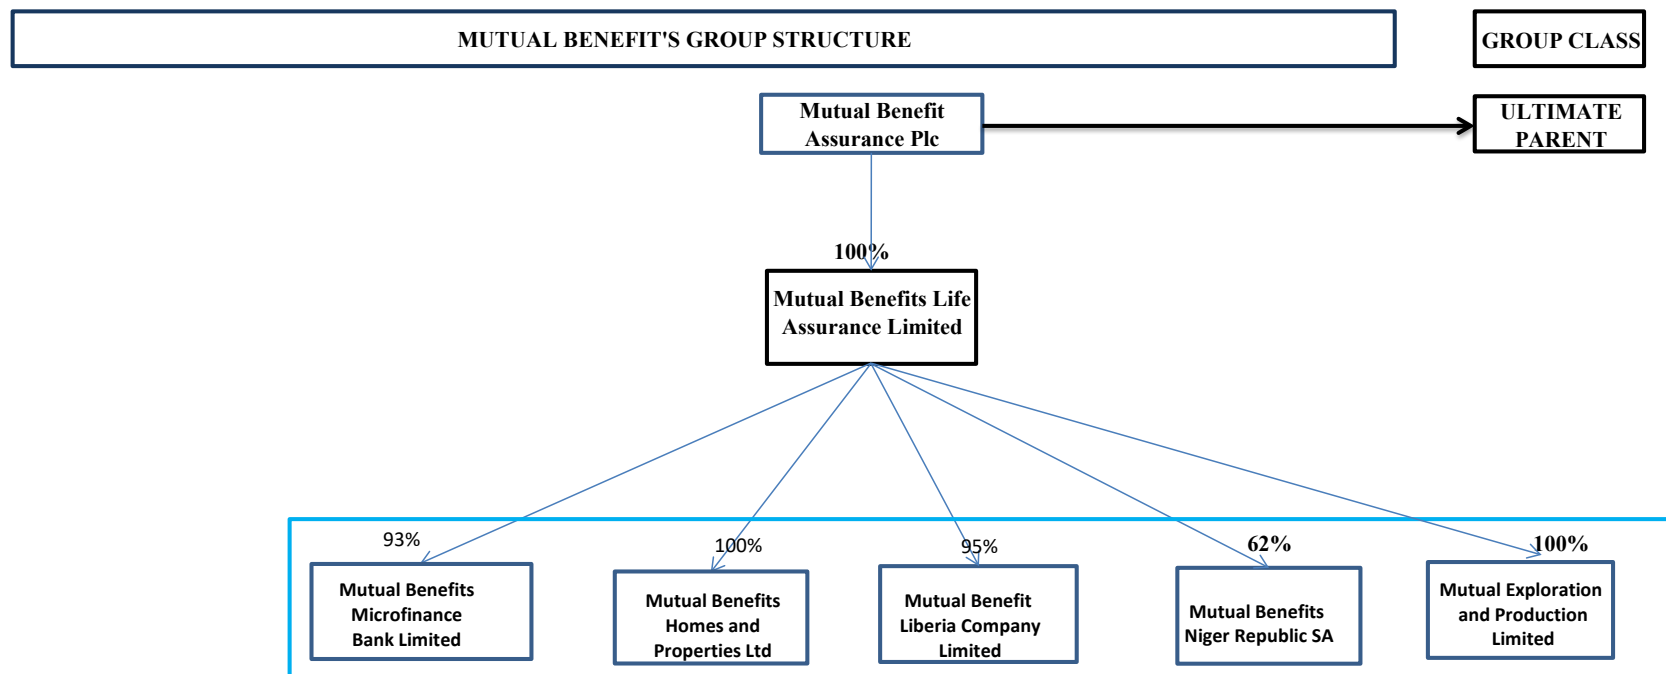 MUTUAL BENEFIT'S GROUP STRUCTURE
GROUP CLASS
Mutual Benefit
Assurance Plc
ULTIMATE
PARENT
100%
Mutual Benefits Life
Assurance Limited
93%
100%
95%
62%
100%
Mutual Benefits
Microfinance
Bank Limited
Mutual Benefits
Homes and
Properties Ltd
Mutual Benefit
Liberia Company
Limited
Mutual Benefits
Niger Republic SA
Mutual Exploration
and Production
Limited